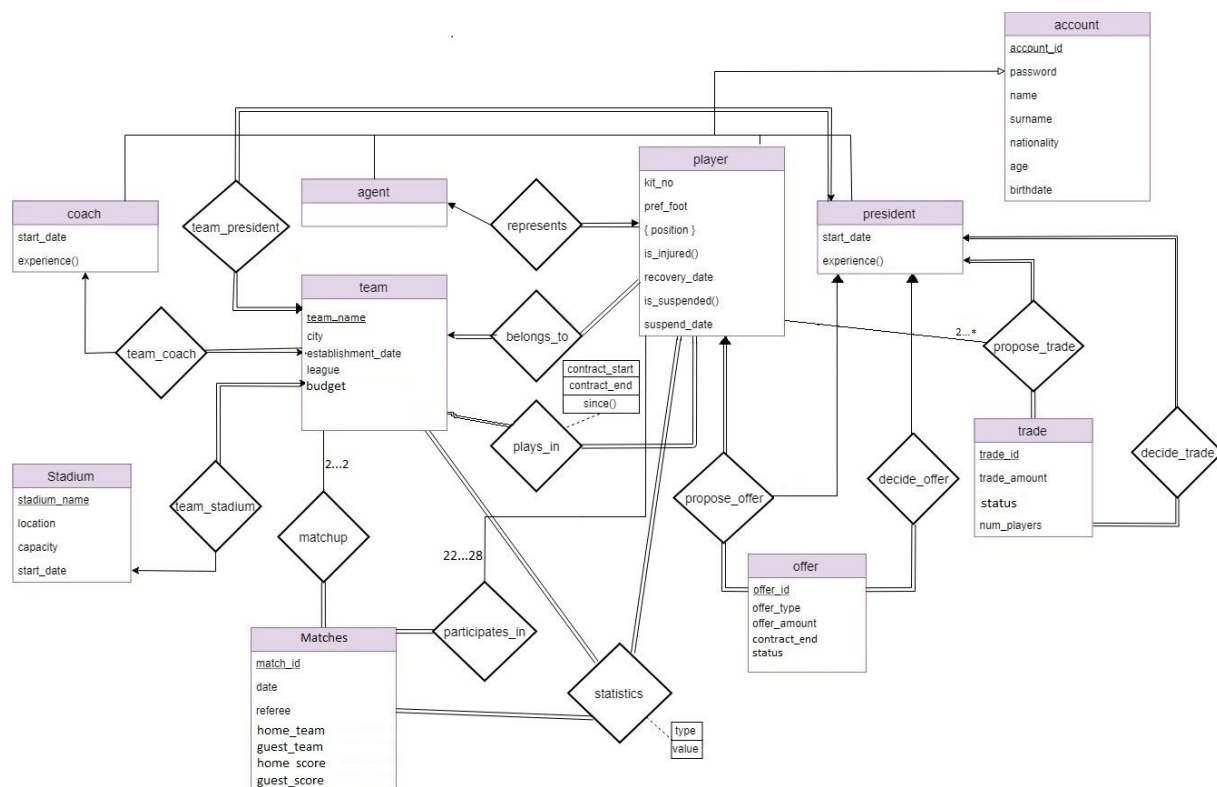 account
account_id
password
name
surname
nationality
age
birthdate
player
kit_no
pref_foot
{ position }
is_injured()
recovery_date
is_suspended()
suspend_date
agent
coach
start_date
experience()
team_president
represents
president
start_date
experience()
team
team_name
city
establishment_date
league
budget
team_coach
belongs_to
2...*
propose_trade
contract_start
contract_end
since()
plays_in
trade
trade_id
trade_amount
status
num_players
decide_trade
Stadium
stadium_name
location
capacity
start_date
2...2
team_stadium
matchup
propose_offer
decide_offer
22...28
participates_in
offer
offer_id
offer_type
offer_amount
contract_end
status
Matches
match_id
date
referee
home_team
guest_team
home score
guest_score
statistics
type
value